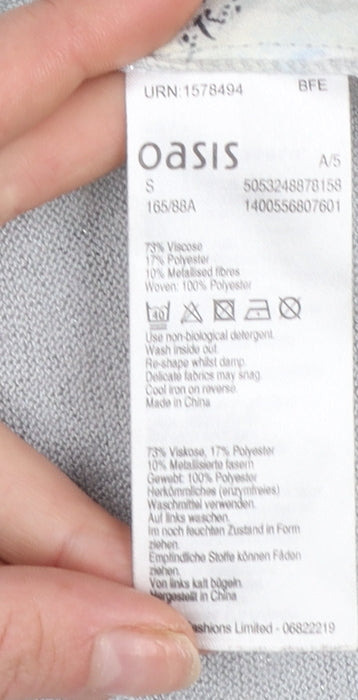 URN:1578494 BFE
oasis A/5
S 5053248878158
165/88A 1400556807601
73% Viscose
17% Polyester
10% Metallised fibres
Woven: 100% Polyester
40
Use non-biological detergent.
Wash inside out.
Re-shape whilst damp.
Delicate fabrics may snag.
Cool iron on reverse.
Made in China
73% Viskose, 17% Polyester
10% Metallisierte fasern
Gewebt: 100% Polyester
Herkömmliches (enzymfreies)
Waschmittel verwenden.
Auf links waschen.
Im noch feuchten Zustand in Form
ziehen.
Empfindliche Stoffe können Fäden
ziehen.
Von links kalt bügeln.
Hergestellt in China
ashions Limited - 06822219